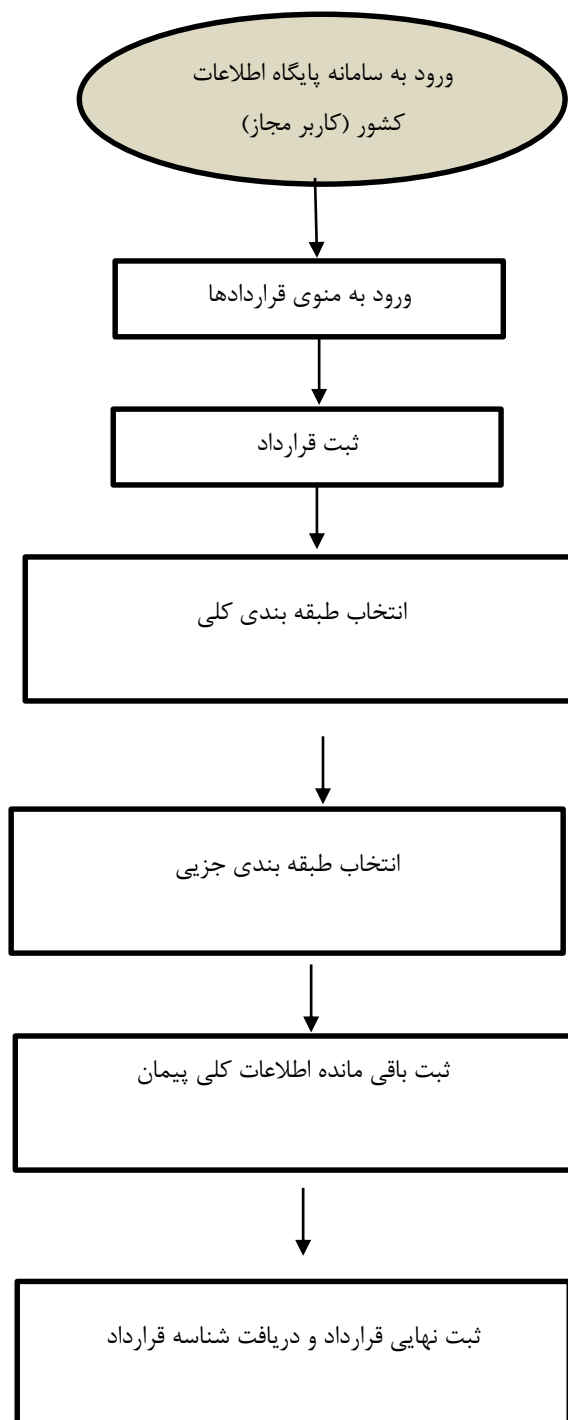 ورود به سامانه پایگاه اطلاعات
کشور (کاربر مجاز)
ورود به منوی قراردادها
ثبت قرارداد
انتخاب طبقه بندی کلی
انتخاب طبقه بندی جزیی
ثبت باقی مانده اطلاعات کلی پیمان
ثبت نهایی قرارداد و دریافت شناسه قرارداد